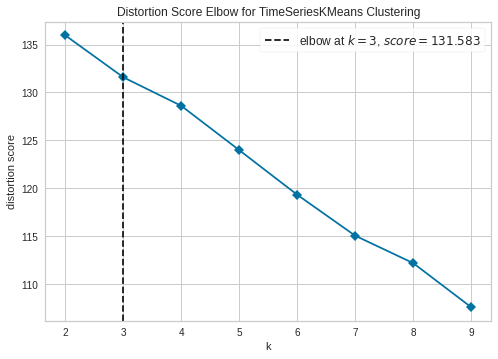 Distortion Score Elbow for TimeSeriesKMeans Clustering
elbow at k = 3, score = 131.583
135
130
125
120
115
110
distortion score
2 3 4 5 6 7 8 9
k